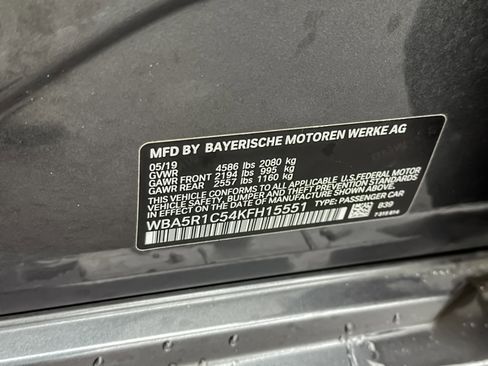 MFD BY BAYERISCHE MOTOREN WERKE AG
05/19
GVWR 4586 lbs 2080 kg
GAWR FRONT 2194 lbs 995 kg
GAWR REAR 2557 lbs 1160 kg
THIS VEHICLE CONFORMS TO ALL APPLICABLE U.S. FEDERAL MOTOR
VEHICLE SAFETY, BUMPER, AND THEFT PREVENTION STANDARDS
IN EFFECT ON THE DATE OF MANUFACTURE SHOWN ABOVE.
WBA5R1C54KFH15551 TYPE: PASSENGER CAR
B39